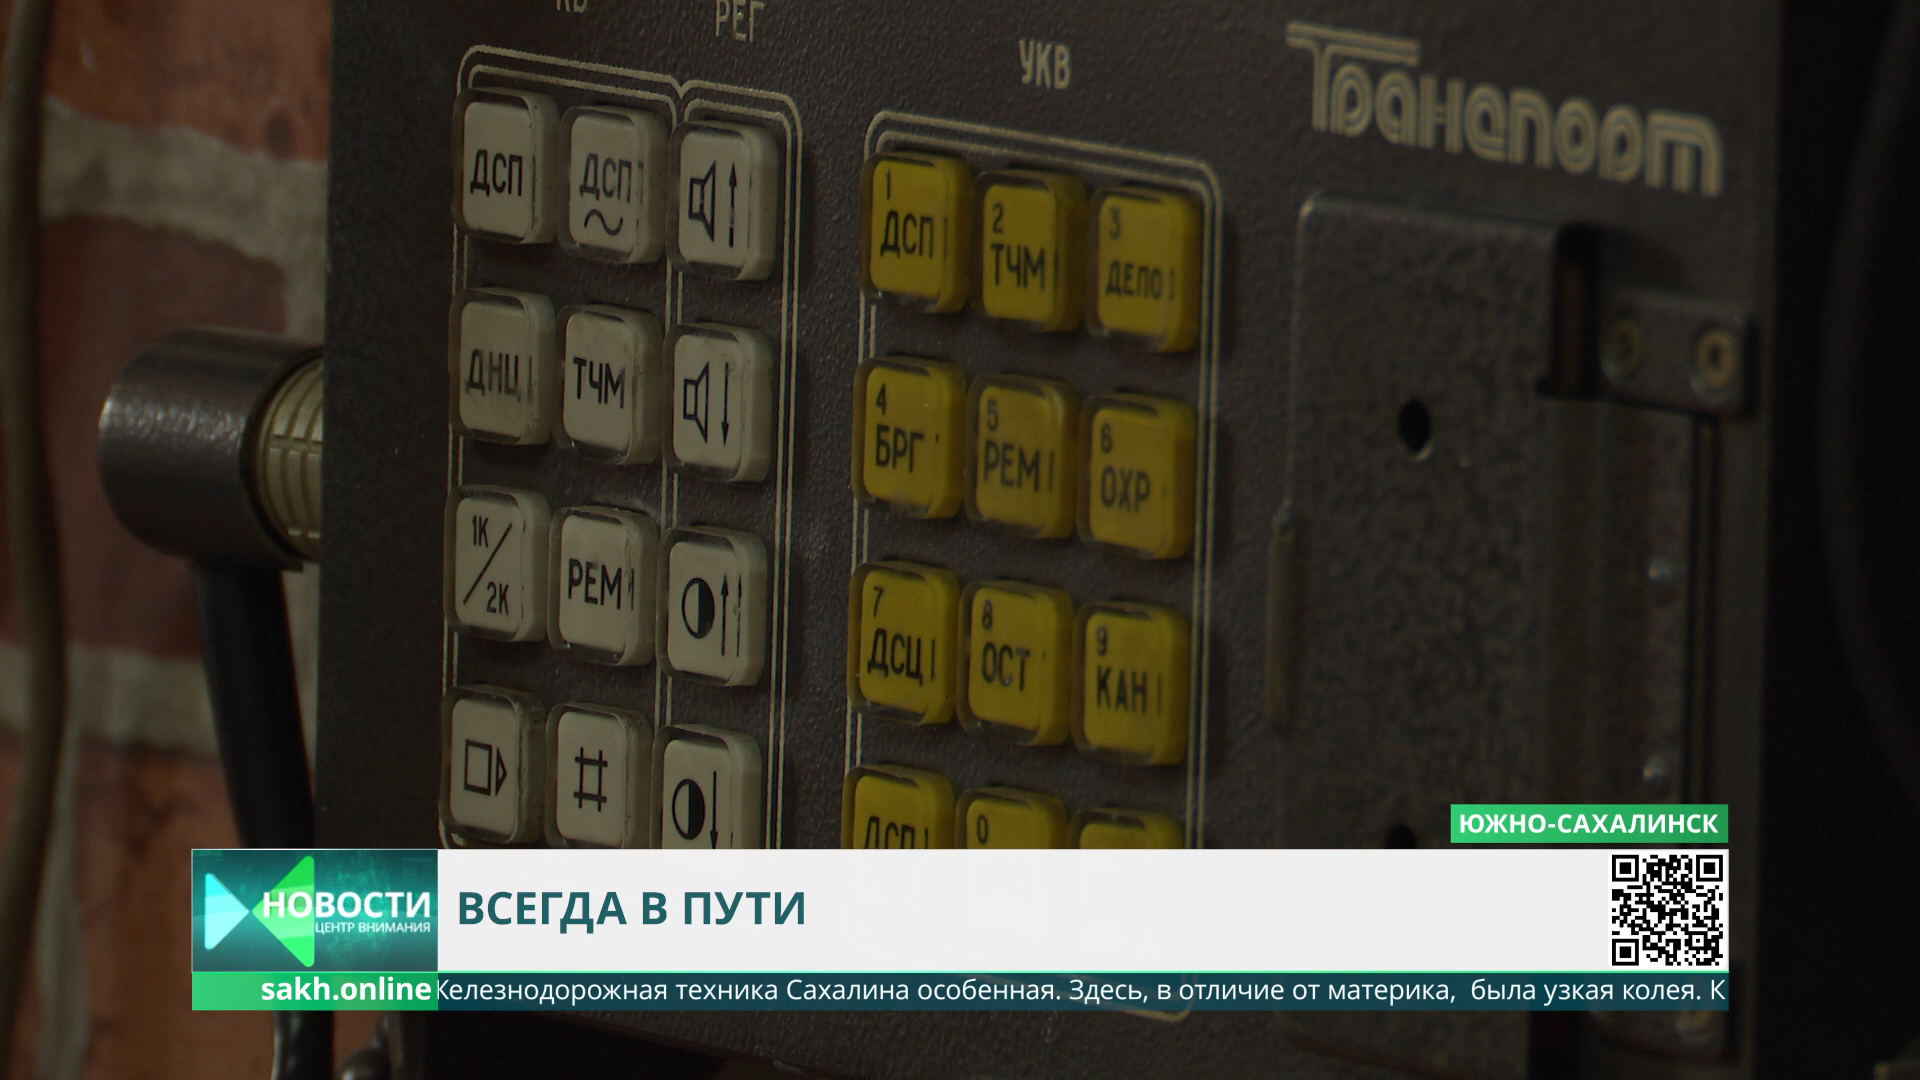 КВ
РЕГ
УКВ
Транспорт
ДСП
ДСП
~
1
ДСП
2
ТЧМ
3
ДЕПО
ДНЦ
ТЧМ
4
БРГ
5
РЕМ
6
ОХР
1К/2К
РЕМ
7
ДСЦ
8
ОСТ
9
КАН
#
ДСП
0
ЮЖНО-САХАЛИНСК
НОВОСТИ
ЦЕНТР ВНИМАНИЯ
ВСЕГДА В ПУТИ
sakh.online
Железнодорожная техника Сахалина особенная. Здесь, в отличие от материка, была узкая колея. К